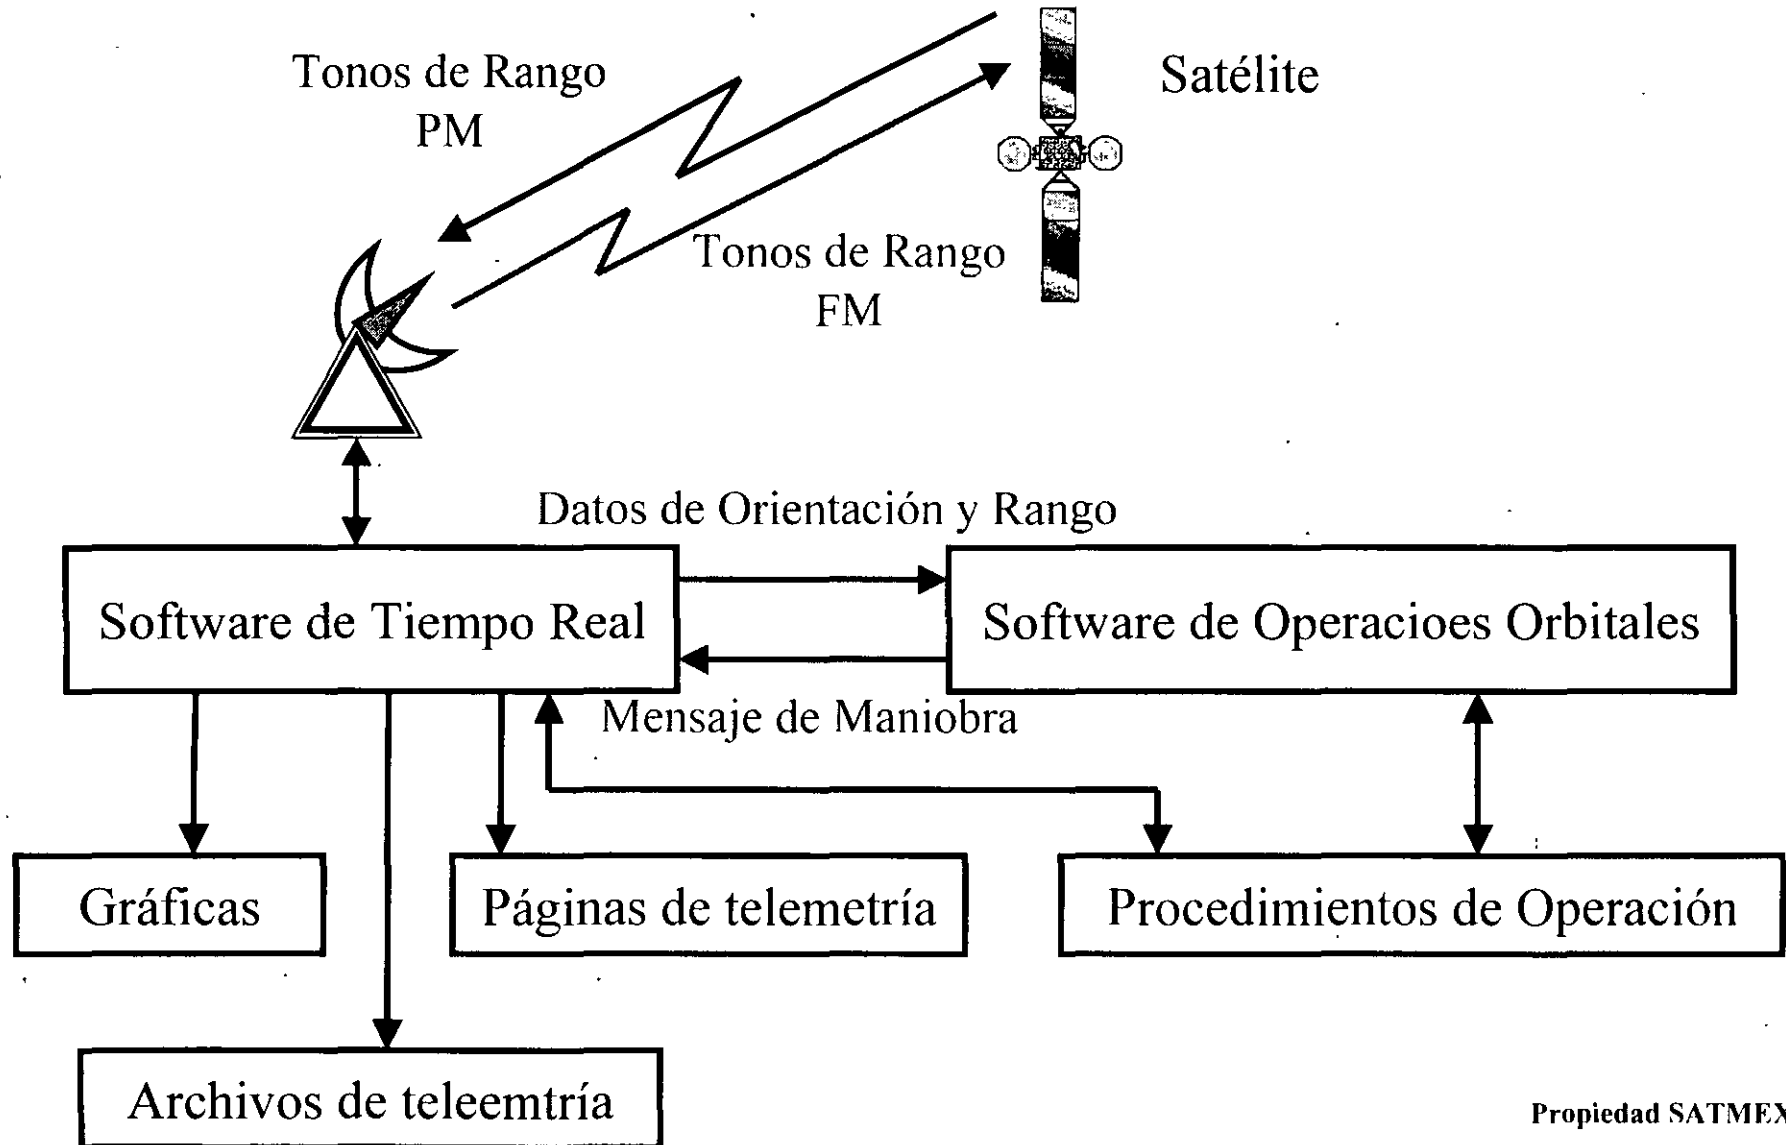 Tonos de Rango
PM
Satélite
Tonos de Rango
FM
Datos de Orientación y Rango
Software de Tiempo Real
Software de Operacioes Orbitales
Mensaje de Maniobra
Gráficas
Páginas de telemetría
Procedimientos de Operación
Archivos de teleemtría
Propiedad SATMEX